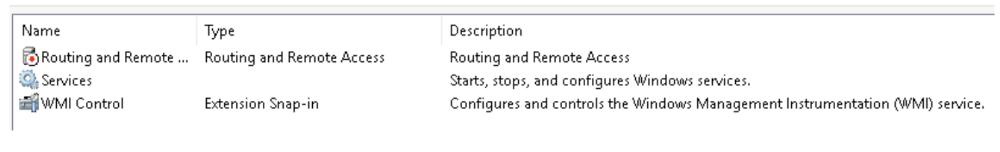 Name Type Description
Routing and Remote ... Routing and Remote Access Routing and Remote Access
Services Starts, stops, and configures Windows services.
WMI Control Extension Snap-in Configures and controls the Windows Management Instrumentation (WMI) service.